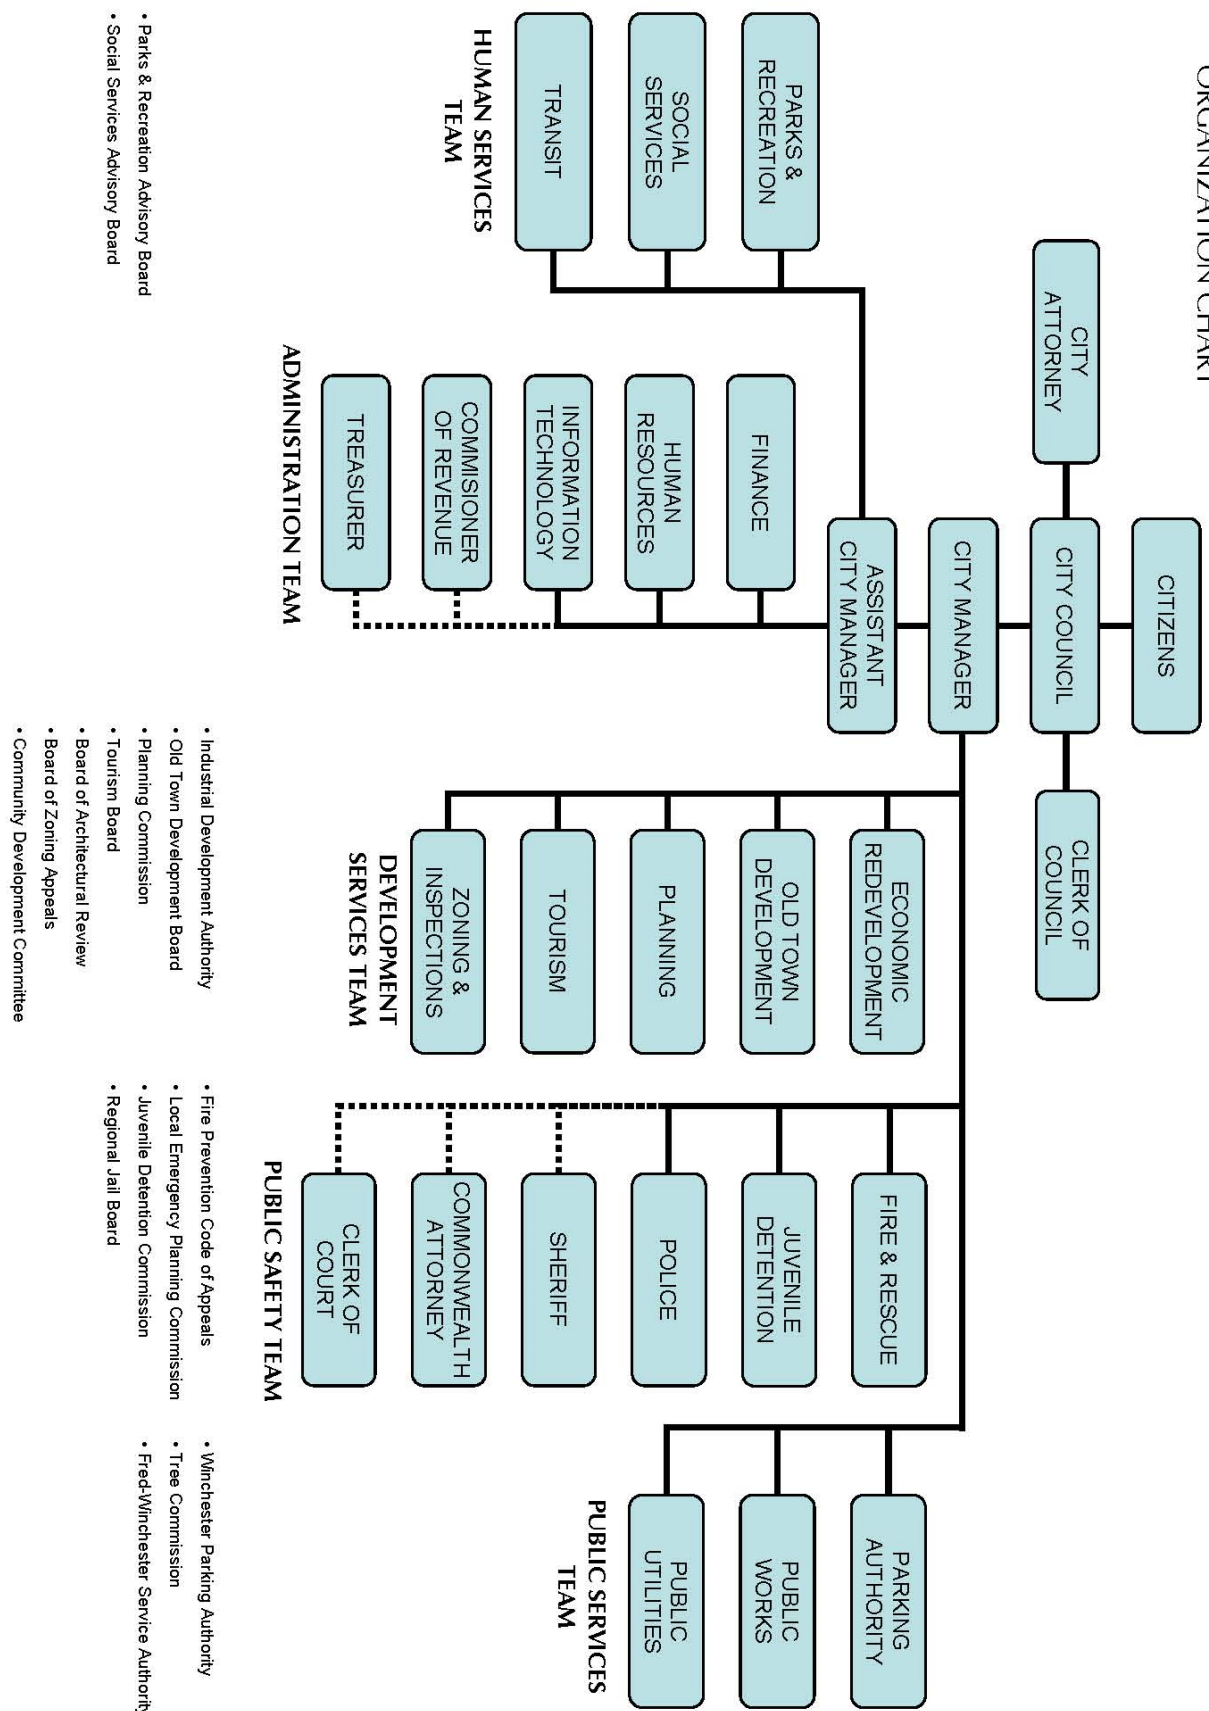 ORGANIZATION CHART
CITIZENS
CITY
ATTORNEY
CITY COUNCIL
CLERK OF
COUNCIL
CITY MANAGER
ASSISTANT
CITY MANAGER
PARKS &
RECREATION
SOCIAL
SERVICES
TRANSIT
HUMAN SERVICES
TEAM
FINANCE
HUMAN
RESOURCES
INFORMATION
TECHNOLOGY
COMMISIONER
OF REVENUE
TREASURER
ADMINISTRATION TEAM
ECONOMIC
REDEVELOPMENT
OLD TOWN
DEVELOPMENT
PLANNING
TOURISM
ZONING &
INSPECTIONS
DEVELOPMENT
SERVICES TEAM
FIRE & RESCUE
JUVENILE
DETENTION
POLICE
SHERIFF
COMMONWEALTH
ATTORNEY
CLERK OF
COURT
PUBLIC SAFETY TEAM
PARKING
AUTHORITY
PUBLIC
WORKS
PUBLIC
UTILITIES
PUBLIC SERVICES
TEAM
• Parks & Recreation Advisory Board
• Social Services Advisory Board
• Industrial Development Authority
• Old Town Development Board
• Planning Commission
• Tourism Board
• Board of Architectural Review
• Board of Zoning Appeals
• Community Development Committee
• Fire Prevention Code of Appeals
• Local Emergency Planning Commission
• Juvenile Detention Commission
• Regional Jail Board
• Winchester Parking Authority
• Tree Commission
• Fred-Winchester Service Authority